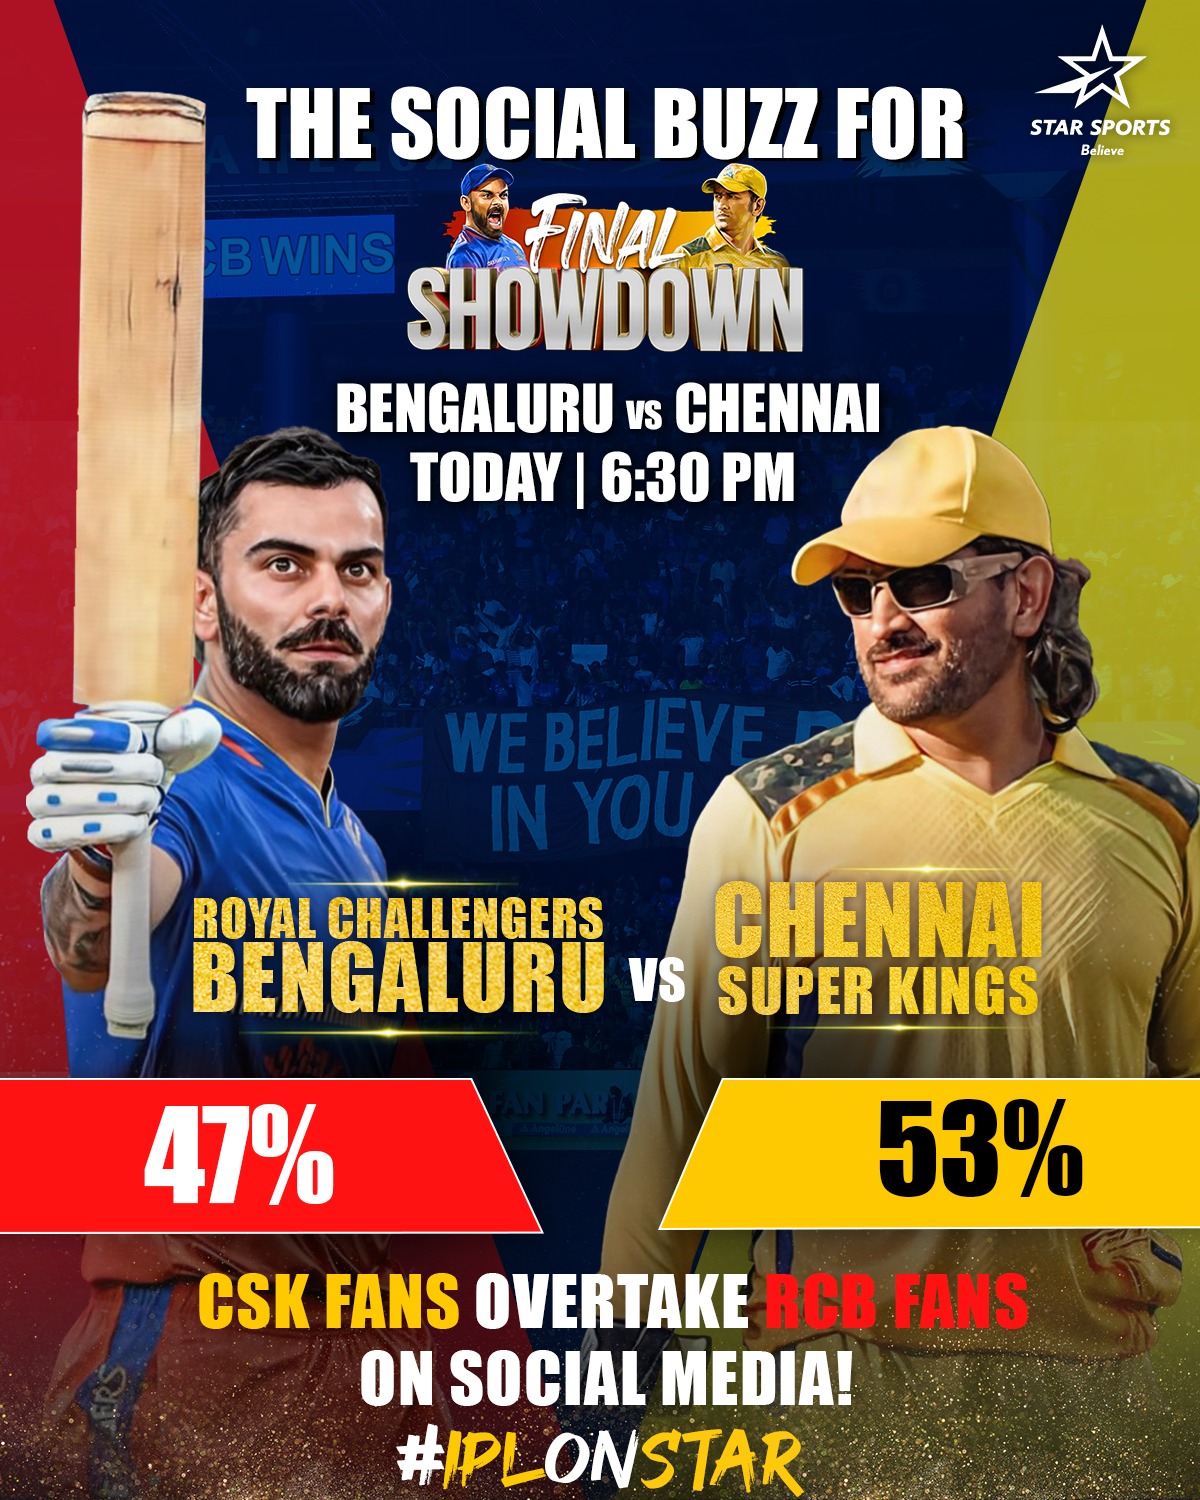 THE SOCIAL BUZZ FOR
STAR SPORTS
Believe
CB WINS
FINAL
SHOWDOWN
BENGALURU VS CHENNAI
TODAY | 6:30 PM
WE BELIEVE
IN YOU
ROYAL CHALLENGERS
BENGALURU
VS
CHENNAI
SUPER KINGS
FAN PAR
47%
53%
CSK FANS OVERTAKE RCB FANS
ON SOCIAL MEDIA!
#IPLONSTAR